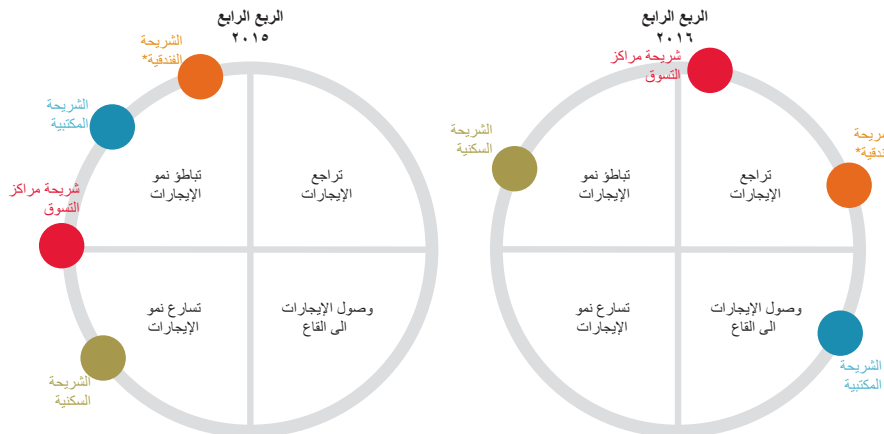 الربع الرابع
٢٠١٥
الشريحة
الفندقية*
الشريحة
المكتبية
شريحة مراكز
التسوق
الشريحة
السكنية
تباطؤ نمو
الإيجارات
تراجع
الإيجارات
تسارع نمو
الإيجارات
وصول الإيجارات
الى القاع
الربع الرابع
٢٠١٦
شريحة مراكز
التسوق
الشريحة
السكنية
شريحة
فندقية*
تباطؤ نمو
الإيجارات
تراجع
الإيجارات
تسارع نمو
الإيجارات
وصول الإيجارات
الى القاع
الشريحة
المكتبية